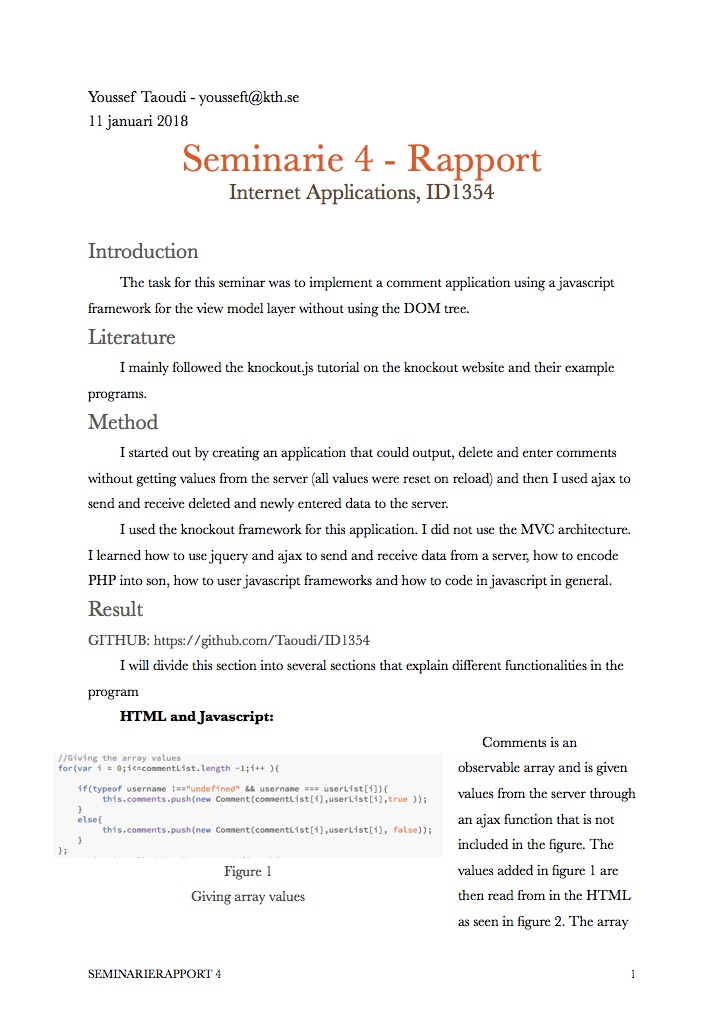 Youssef Taoudi - yousseft@kth.se
11 januari 2018
Seminarie 4 - Rapport
Internet Applications, ID1354
Introduction
The task for this seminar was to implement a comment application using a javascript
framework for the view model layer without using the DOM tree.
Literature
I mainly followed the knockout.js tutorial on the knockout website and their example
programs.
Method
I started out by creating an application that could output, delete and enter comments
without getting values from the server (all values were reset on reload) and then I used ajax to
send and receive deleted and newly entered data to the server.
I used the knockout framework for this application. I did not use the MVC architecture.
I learned how to use jquery and ajax to send and receive data from a server, how to encode
PHP into son, how to user javascript frameworks and how to code in javascript in general.
Result
GITHUB: https://github.com/Taoudi/ID1354
I will divide this section into several sections that explain different functionalities in the
program
HTML and Javascript:
//Giving the array values
for(var i = 0;i<=commentList.length -1;i++ ){
if(typeof username !=="undefined" && username === userList[i]){
this.comments.push(new Comment(commentList[i],userList[i],true ));
}
else{
this.comments.push(new Comment(commentList[i],userList[i], false));
}
};
Figure 1
Giving array values
Comments is an
observable array and is given
values from the server through
an ajax function that is not
included in the figure. The
values added in figure 1 are
then read from in the HTML
as seen in figure 2. The array
SEMINARIERAPPORT 4
1